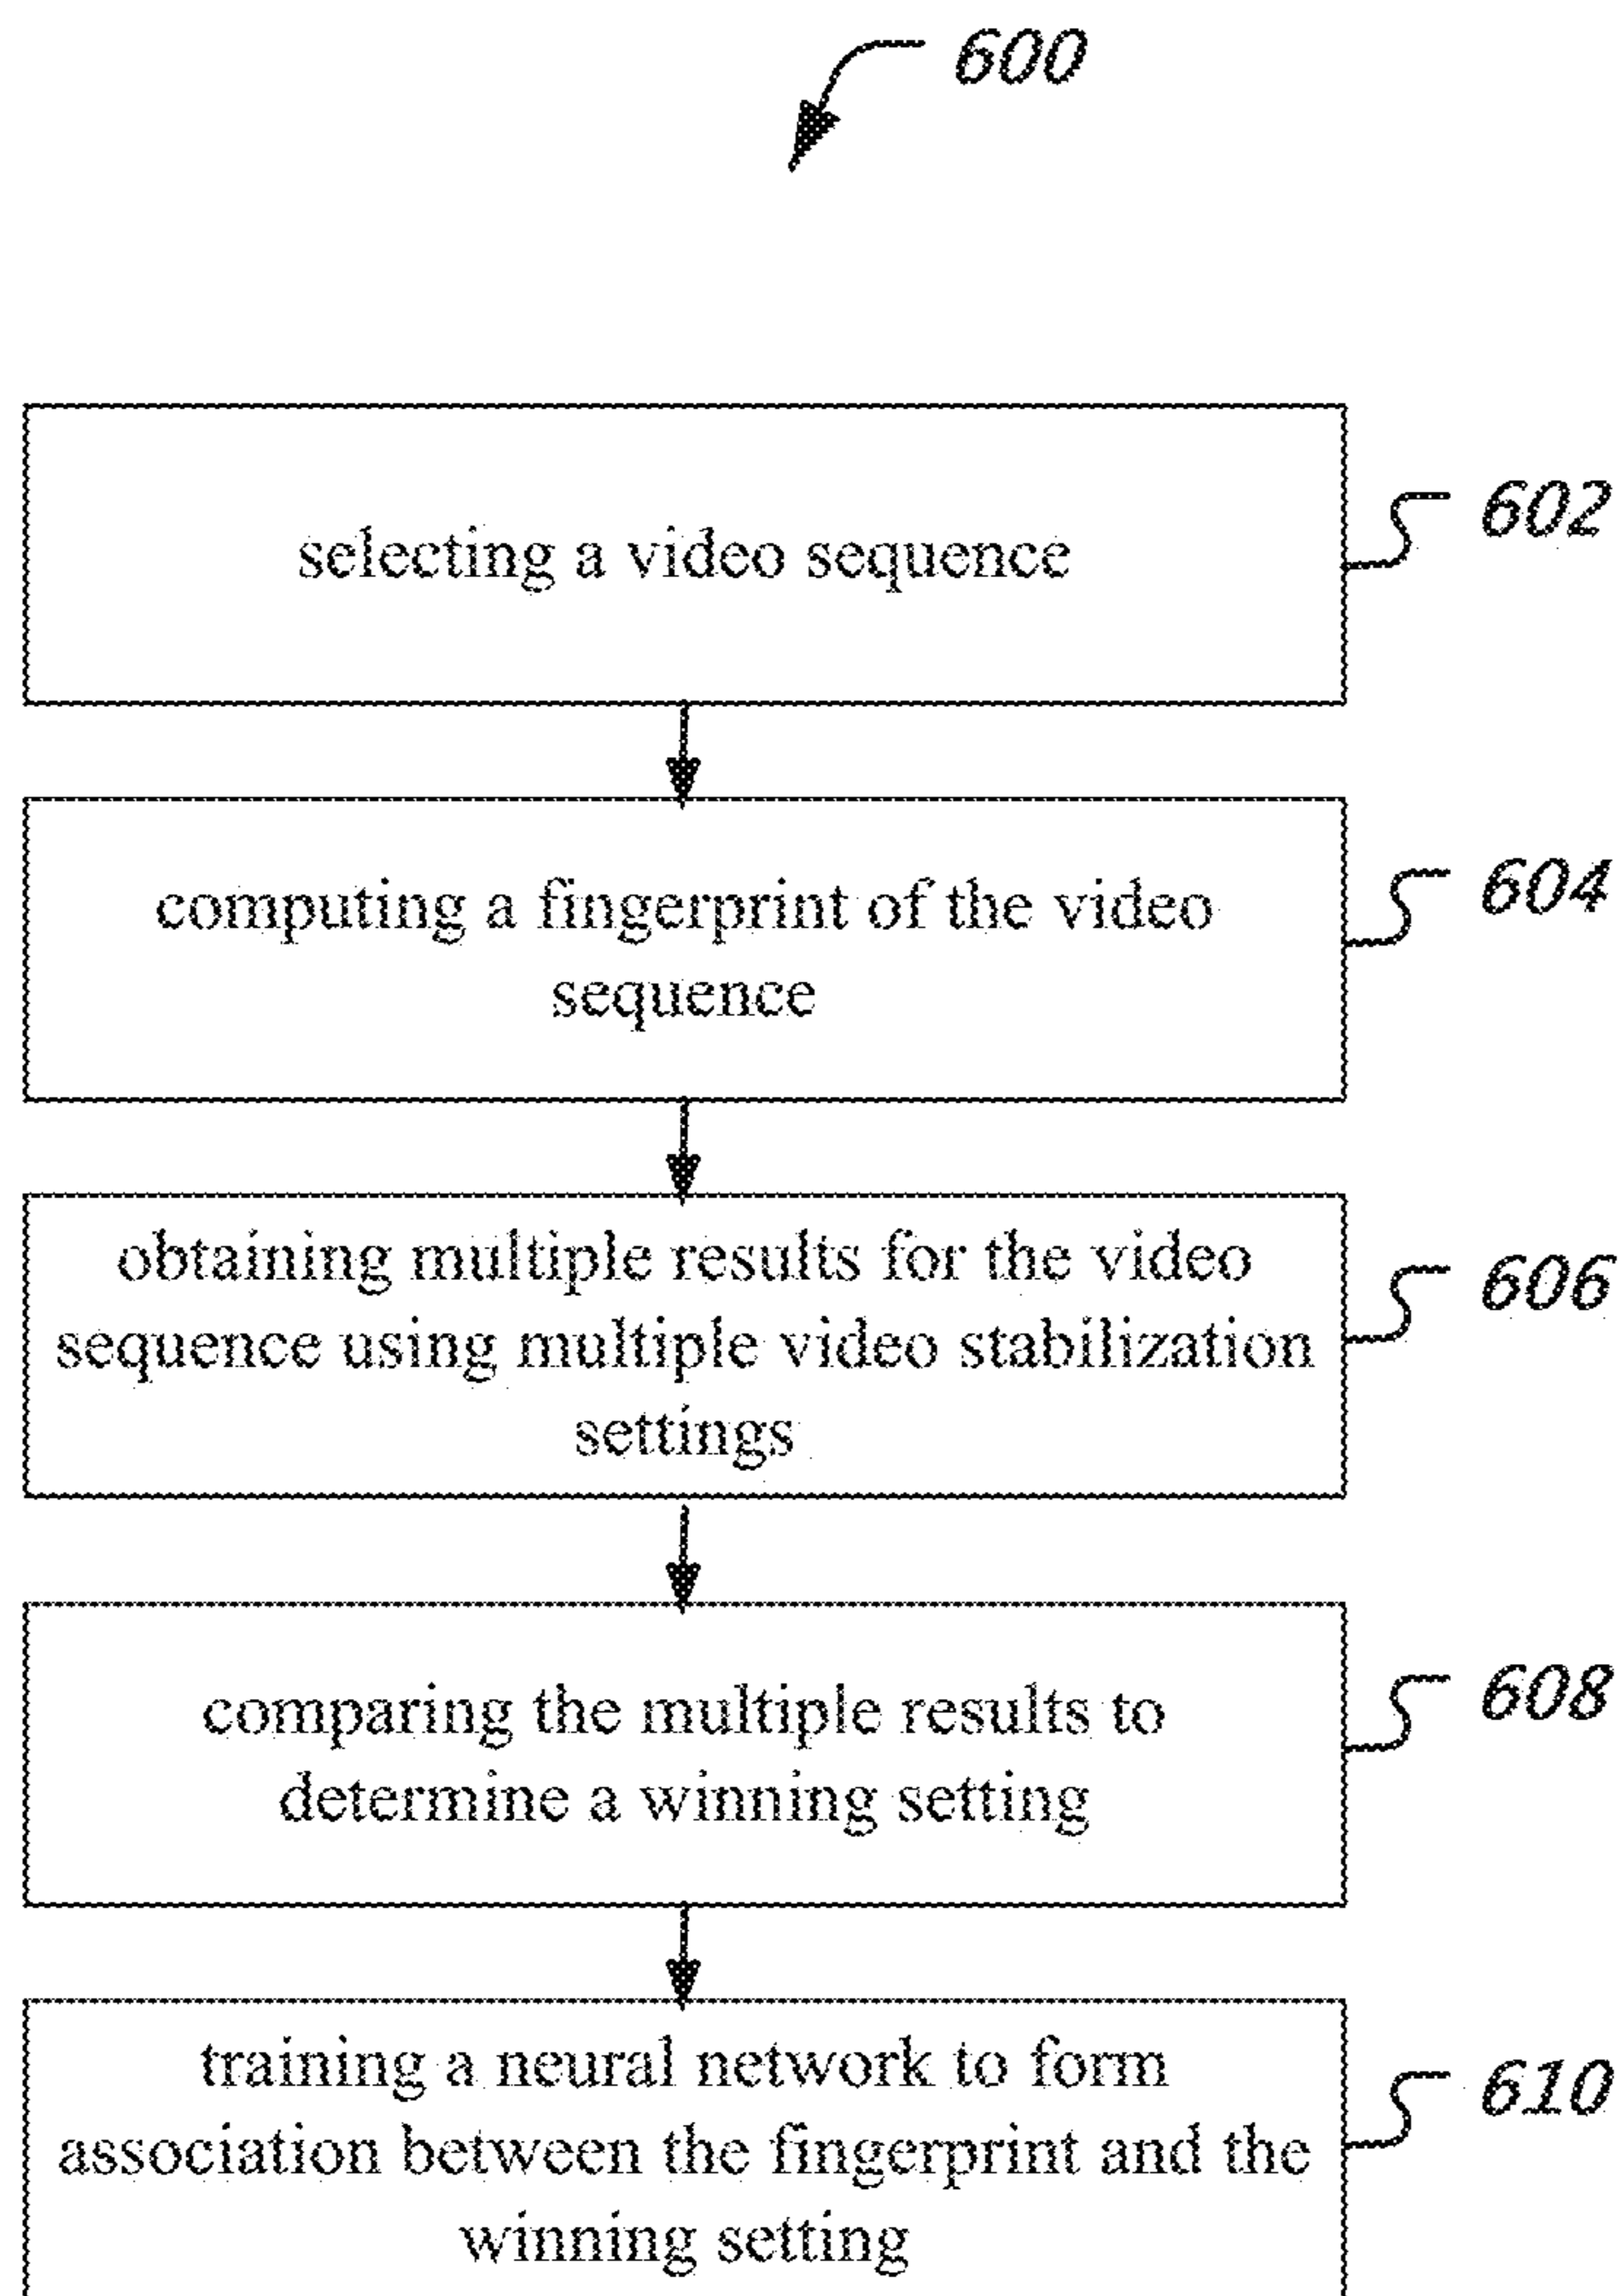 600
selecting a video sequence
602
computing a fingerprint of the video
sequence
604
obtaining multiple results for the video
sequence using multiple video stabilization
settings
606
comparing the multiple results to
determine a winning setting
608
training a neural network to form
association between the fingerprint and the
winning setting
610